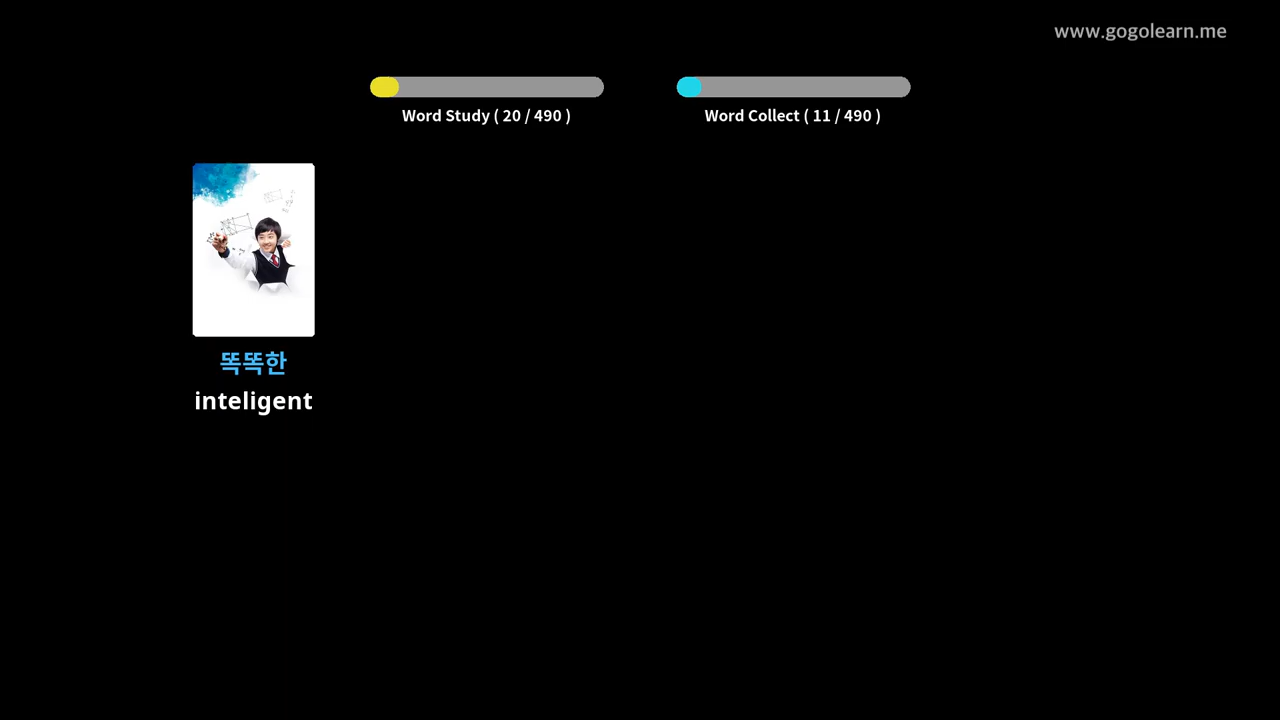 www.gogolearn.me
Word Study ( 20 / 490 )
Word Collect ( 11 / 490 )
똑똑한
inteligent